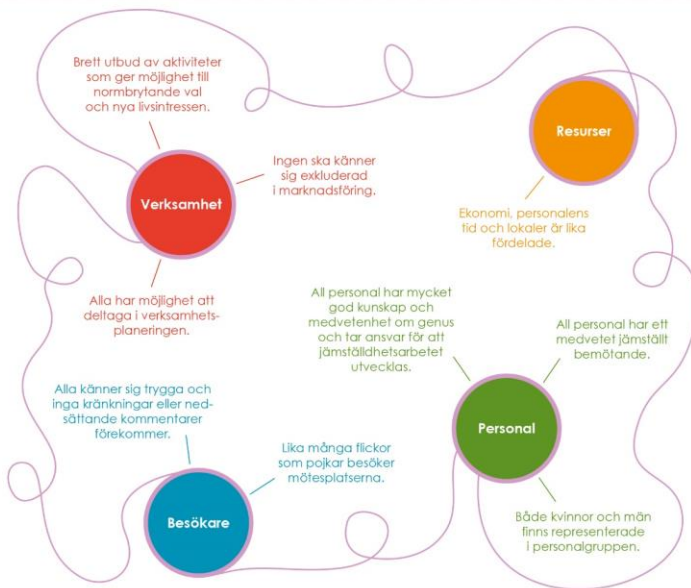 Brett utbud av aktiviteter
som ger möjlighet till
normbrytande val
och nya livsintressen.
Verksamhet
Ingen ska känner
sig exkluderad
i marknadsföring.
Alla har möjlighet att
deltaga i verksamhets-
planeringen.
Resurser
Ekonomi, personalens
tid och lokaler är lika
fördelade.
All personal har mycket
god kunskap och
medvetenhet om genus
och tar ansvar för att
jämställdhetsarbetet
utvecklas.
All personal har ett
medvetet jämställt
bemötande.
Personal
Både kvinnor och män
finns representerade
i personalgruppen.
Alla känner sig trygga och
inga kränkningar eller ned-
sättande kommentarer
förekommer.
Lika många flickor
som pojkar besöker
mötesplatserna.
Besökare